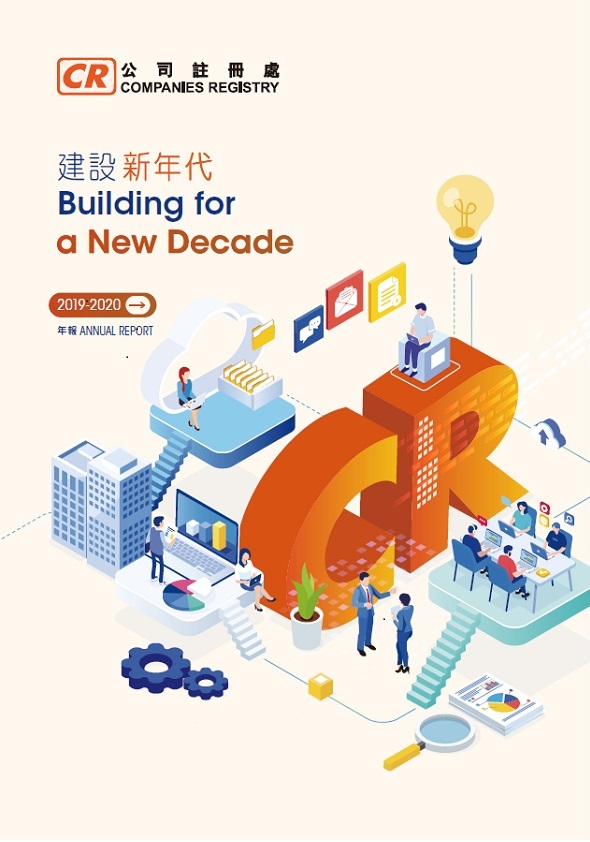 CR 公司註冊處
COMPANIES REGISTRY
建設新年代
Building for
a New Decade
2019-2020
年報 ANNUAL REPORT
CR